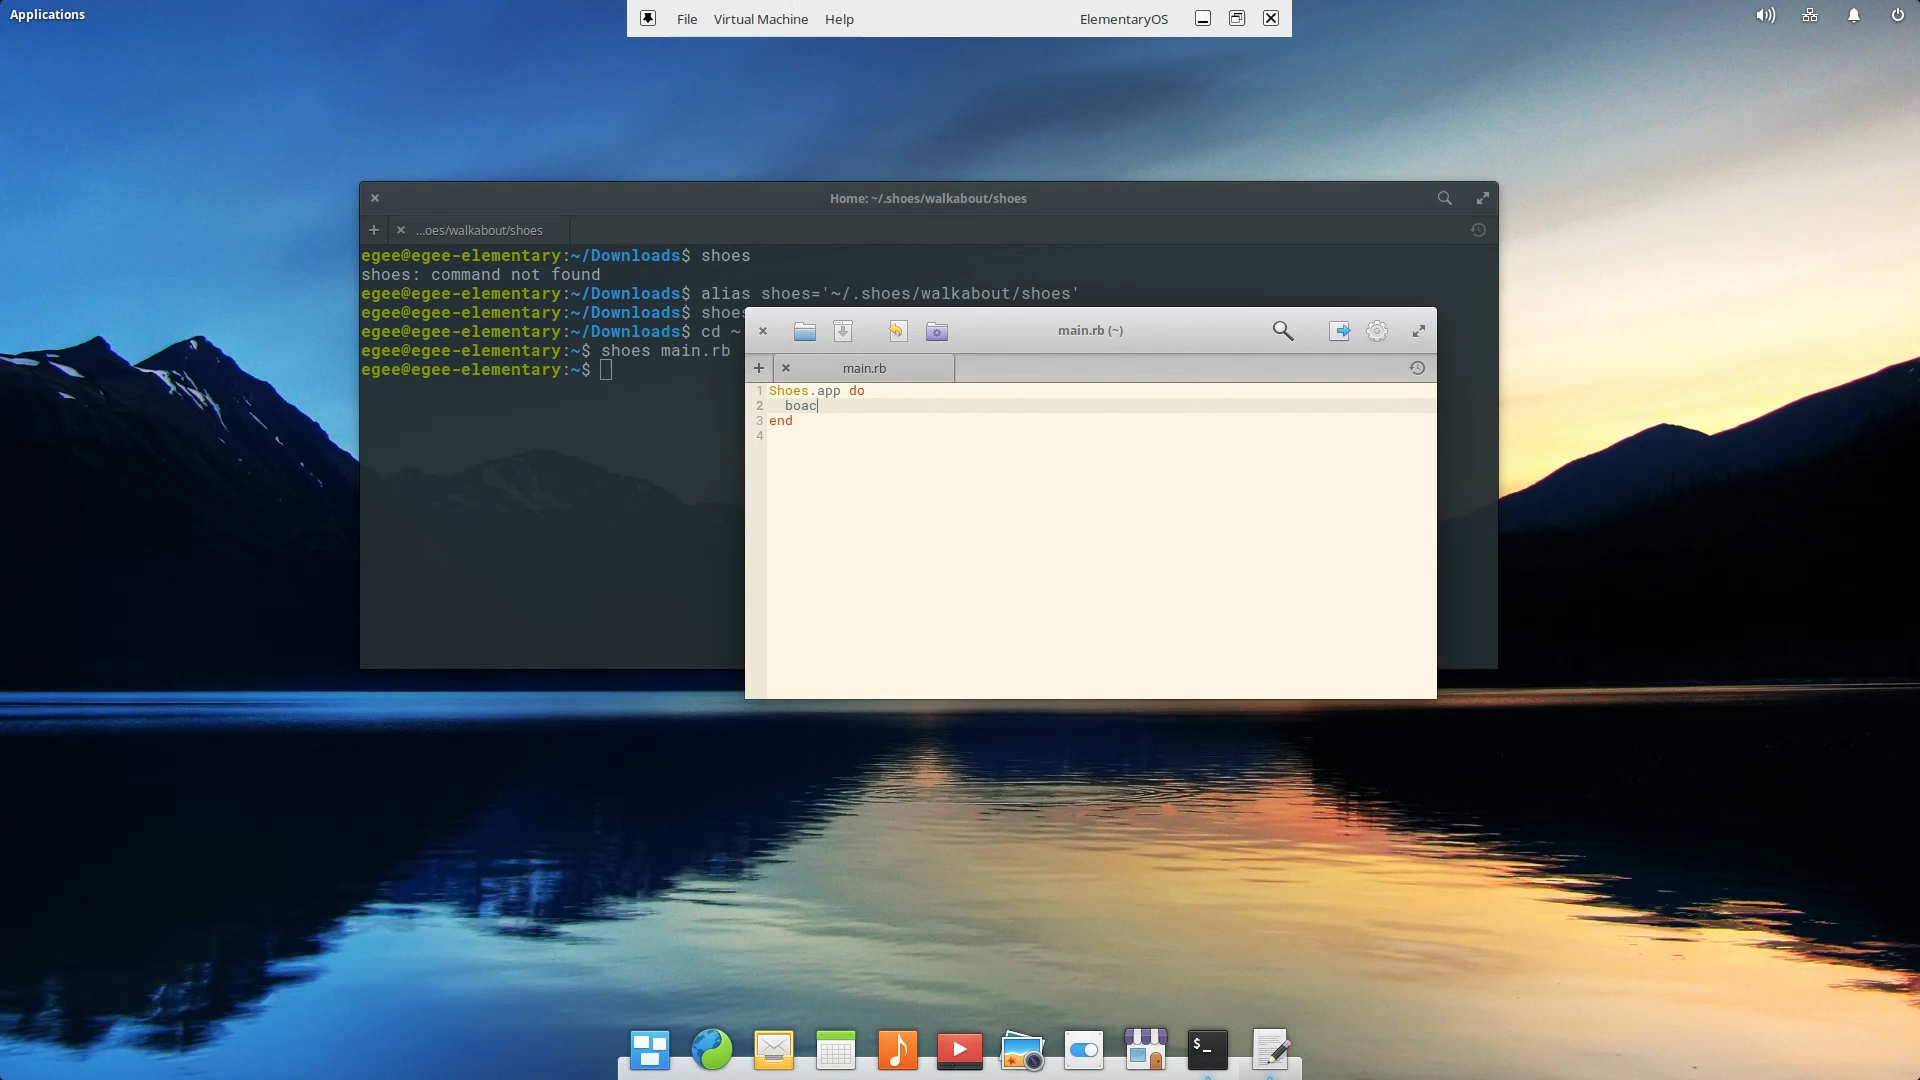 Applications
File Virtual Machine Help ElementaryOS
Home: ~/.shoes/walkabout/shoes
...oes/walkabout/shoes
egee@egee-elementary:~/Downloads$ shoes
shoes: command not found
egee@egee-elementary:~/Downloads$ alias shoes='~/.shoes/walkabout/shoes'
egee@egee-elementary:~/Downloads$ shoes
egee@egee-elementary:~/Downloads$ cd ~
egee@egee-elementary:~$ shoes main.rb
egee@egee-elementary:~$
main.rb (~)
main.rb
1 Shoes.app do
2 boac
3 end
4
$_